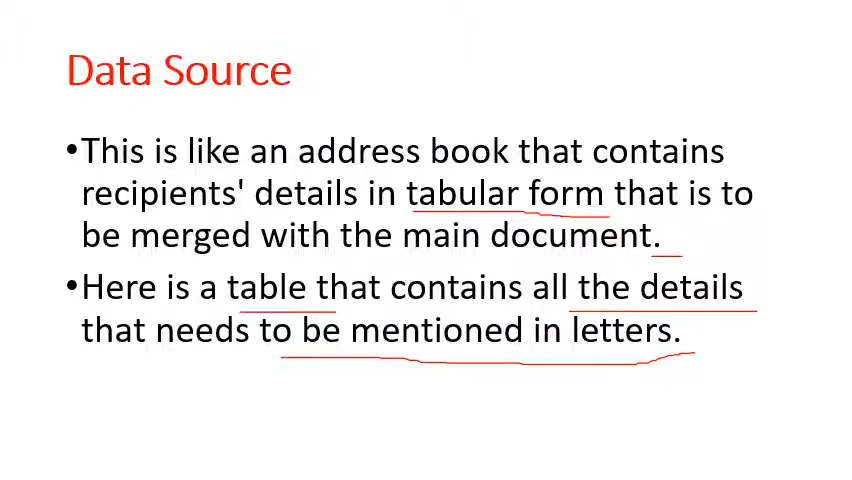 Data Source
•This is like an address book that contains
recipients' details in tabular form that is to
be merged with the main document.
•Here is a table that contains all the details
that needs to be mentioned in letters.